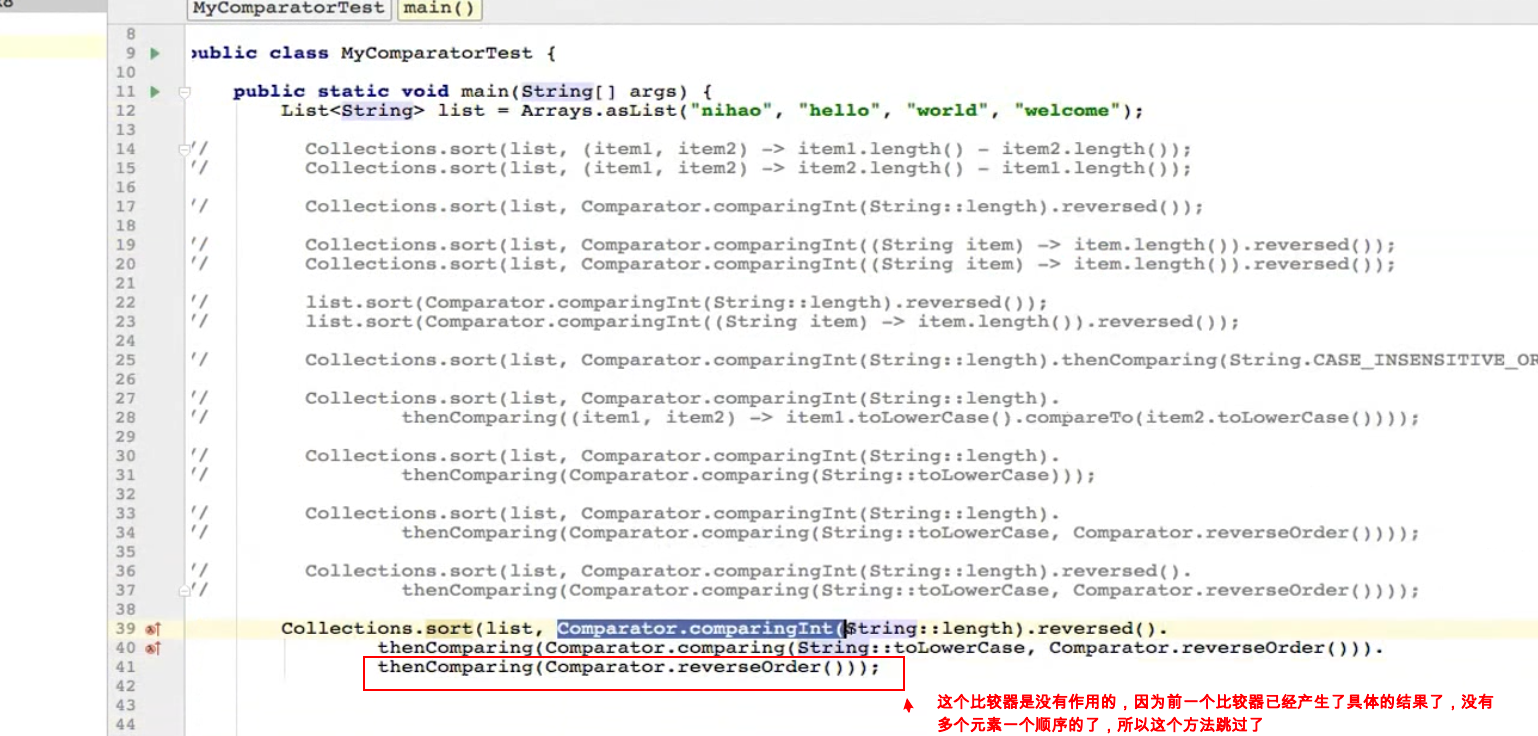 MyComparatorTest main()
8
9 public class MyComparatorTest {
10
11 public static void main(String[] args) {
12 List<String> list = Arrays.asList("nihao", "hello", "world", "welcome");
13
14 // Collections.sort(list, (item1, item2) -> item1.length() - item2.length());
15 // Collections.sort(list, (item1, item2) -> item2.length() - item1.length());
16
17 // Collections.sort(list, Comparator.comparingInt(String::length).reversed());
18
19 // Collections.sort(list, Comparator.comparingInt((String item) -> item.length()).reversed());
20 // Collections.sort(list, Comparator.comparingInt((String item) -> item.length()).reversed());
21
22 // list.sort(Comparator.comparingInt(String::length).reversed());
23 // list.sort(Comparator.comparingInt((String item) -> item.length()).reversed());
24
25 // Collections.sort(list, Comparator.comparingInt(String::length).thenComparing(String.CASE_INSENSITIVE_OR
26
27 // Collections.sort(list, Comparator.comparingInt(String::length).
28 // thenComparing((item1, item2) -> item1.toLowerCase().compareTo(item2.toLowerCase())));
29
30 // Collections.sort(list, Comparator.comparingInt(String::length).
31 // thenComparing(Comparator.comparing(String::toLowerCase)));
32
33 // Collections.sort(list, Comparator.comparingInt(String::length).
34 // thenComparing(Comparator.comparing(String::toLowerCase, Comparator.reverseOrder())));
35
36 // Collections.sort(list, Comparator.comparingInt(String::length).reversed().
37 // thenComparing(Comparator.comparing(String::toLowerCase, Comparator.reverseOrder())));
38
39 Collections.sort(list, Comparator.comparingInt(String::length).reversed().
40 thenComparing(Comparator.comparing(String::toLowerCase, Comparator.reverseOrder())).
41 thenComparing(Comparator.reverseOrder()));
42
43
44
这个比较器是没有作用的，因为前一个比较器已经产生了具体的结果了，没有
多个元素一个顺序的了，所以这个方法跳过了